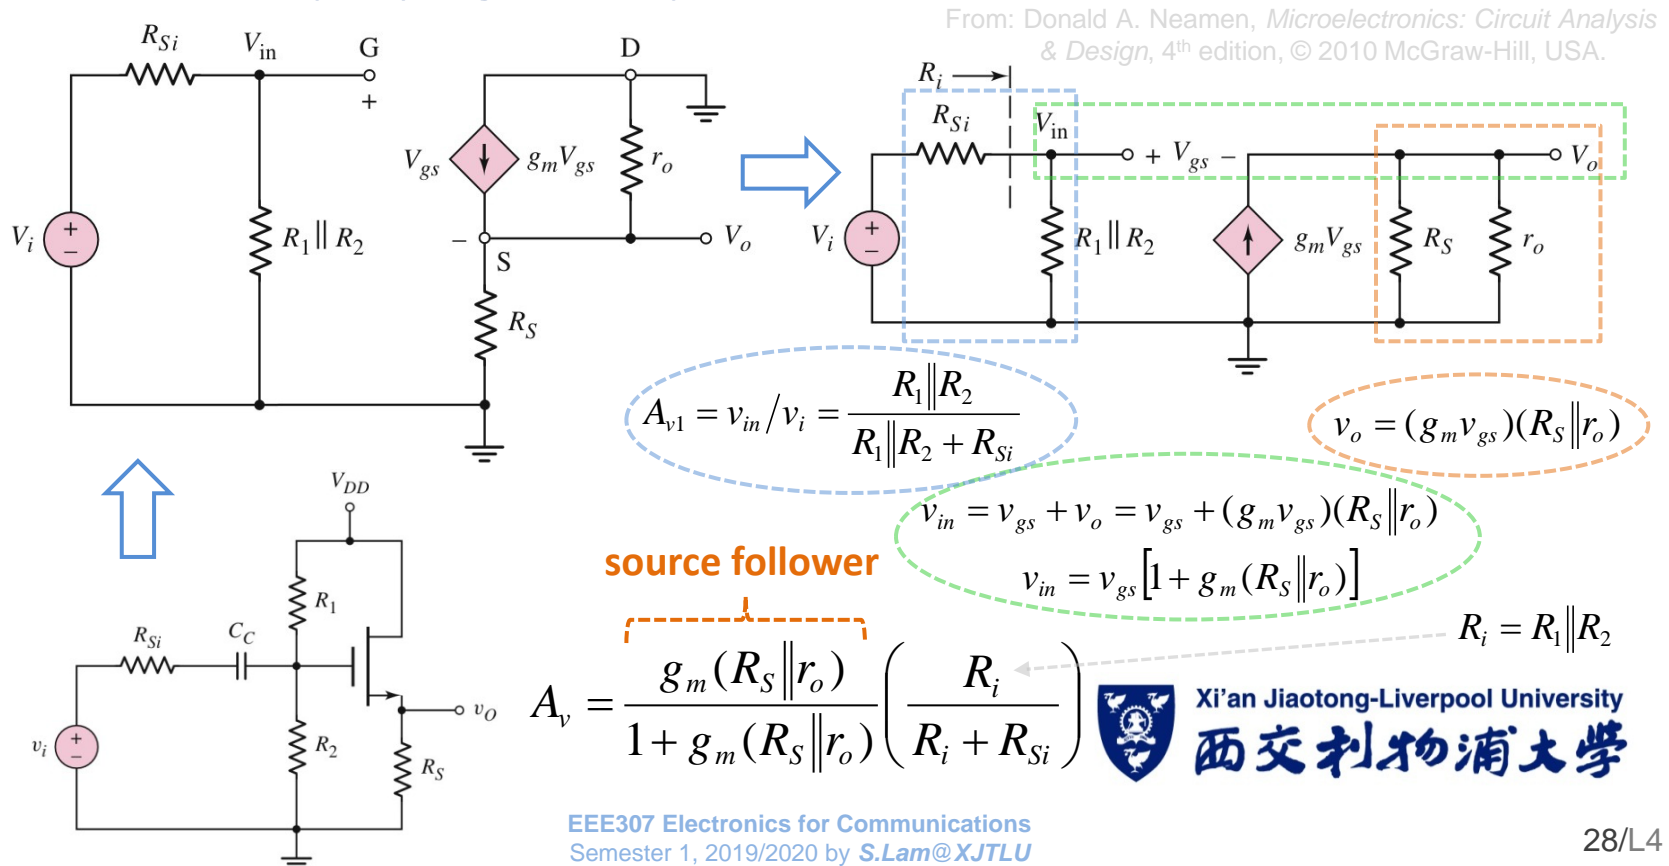 From: Donald A. Neamen, Microelectronics: Circuit Analysis
& Design, 4th edition, © 2010 McGraw-Hill, USA.
R_Si
V_in
G
+
V_i
+
−
R_1 || R_2
D
V_gs
g_m V_gs
r_o
−
S
V_o
R_S
R_i
R_Si
V_in
+ V_gs −
V_o
V_i
+
−
R_1 || R_2
g_m V_gs
R_S
r_o
A_v1 = v_in / v_i = R_1||R_2 / (R_1||R_2 + R_Si)
v_o = (g_m v_gs)(R_S||r_o)
v_in = v_gs + v_o = v_gs + (g_m v_gs)(R_S||r_o)
v_in = v_gs [1 + g_m (R_S||r_o)]
source follower
R_i = R_1||R_2
A_v = g_m (R_S||r_o) / (1 + g_m (R_S||r_o)) (R_i / (R_i + R_Si))
V_DD
R_1
R_Si
C_C
v_O
v_i
+
−
R_2
R_S
Xi'an Jiaotong-Liverpool University
西交利物浦大学
EEE307 Electronics for Communications
Semester 1, 2019/2020 by S.Lam@XJTLU
28/L4